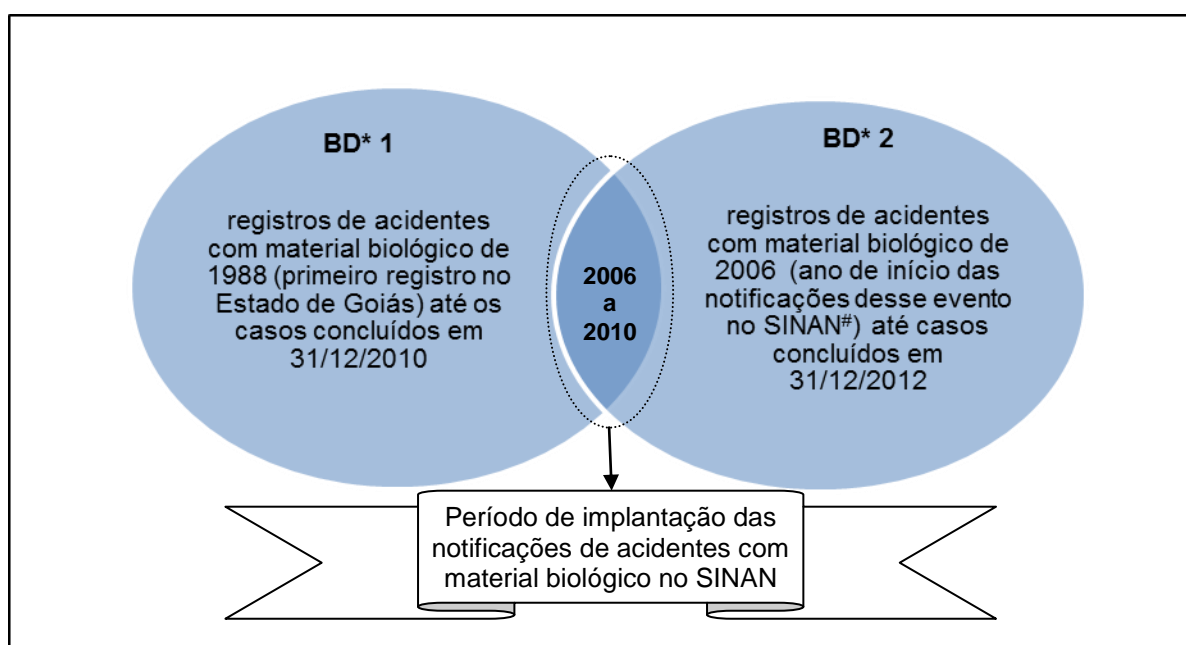 BD* 1
registros de acidentes
com material biológico de
1988 (primeiro registro no
Estado de Goiás) até os
casos concluídos em
31/12/2010
2006
a
2010
BD* 2
registros de acidentes
com material biológico de
2006 (ano de início das
notificações desse evento
no SINAN#) até casos
concluídos em
31/12/2012
Período de implantação das
notificações de acidentes com
material biológico no SINAN